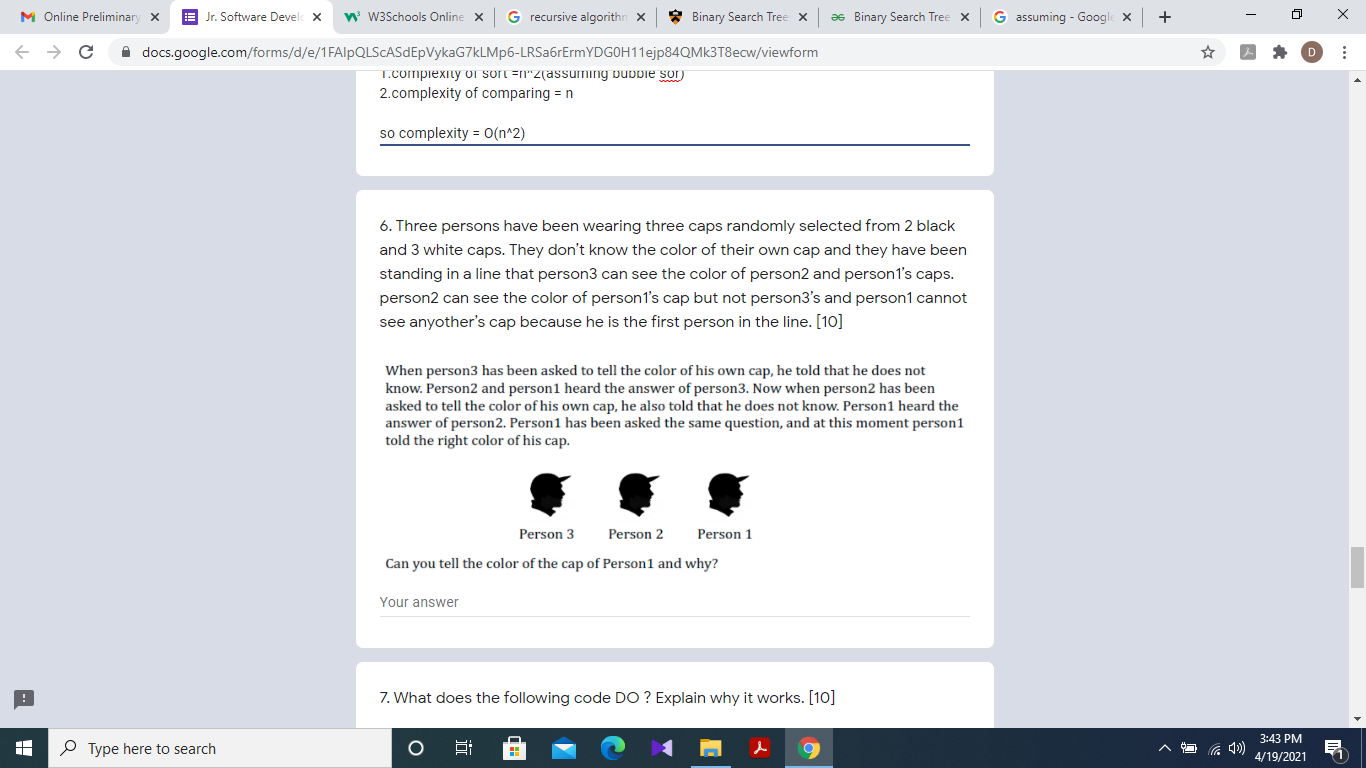 Online Preliminary
Jr. Software Develo
W3Schools Online
recursive algorithm
Binary Search Tree
Binary Search Tree
assuming - Google
docs.google.com/forms/d/e/1FAIpQLScASdEpVykaG7kLMp6-LRSa6rErmYDG0H11ejp84QMk3T8ecw/viewform
D
1.complexity of sort =n^2(assuming bubble sor)
2.complexity of comparing = n
so complexity = O(n^2)
6. Three persons have been wearing three caps randomly selected from 2 black
and 3 white caps. They don't know the color of their own cap and they have been
standing in a line that person3 can see the color of person2 and person1's caps.
person2 can see the color of person1's cap but not person3's and person1 cannot
see anyother's cap because he is the first person in the line. [10]
When person3 has been asked to tell the color of his own cap, he told that he does not
know. Person2 and person1 heard the answer of person3. Now when person2 has been
asked to tell the color of his own cap, he also told that he does not know. Person1 heard the
answer of person2. Person1 has been asked the same question, and at this moment person1
told the right color of his cap.
Person 3 Person 2 Person 1
Can you tell the color of the cap of Person1 and why?
Your answer
7. What does the following code DO ? Explain why it works. [10]
Type here to search
3:43 PM
4/19/2021
1